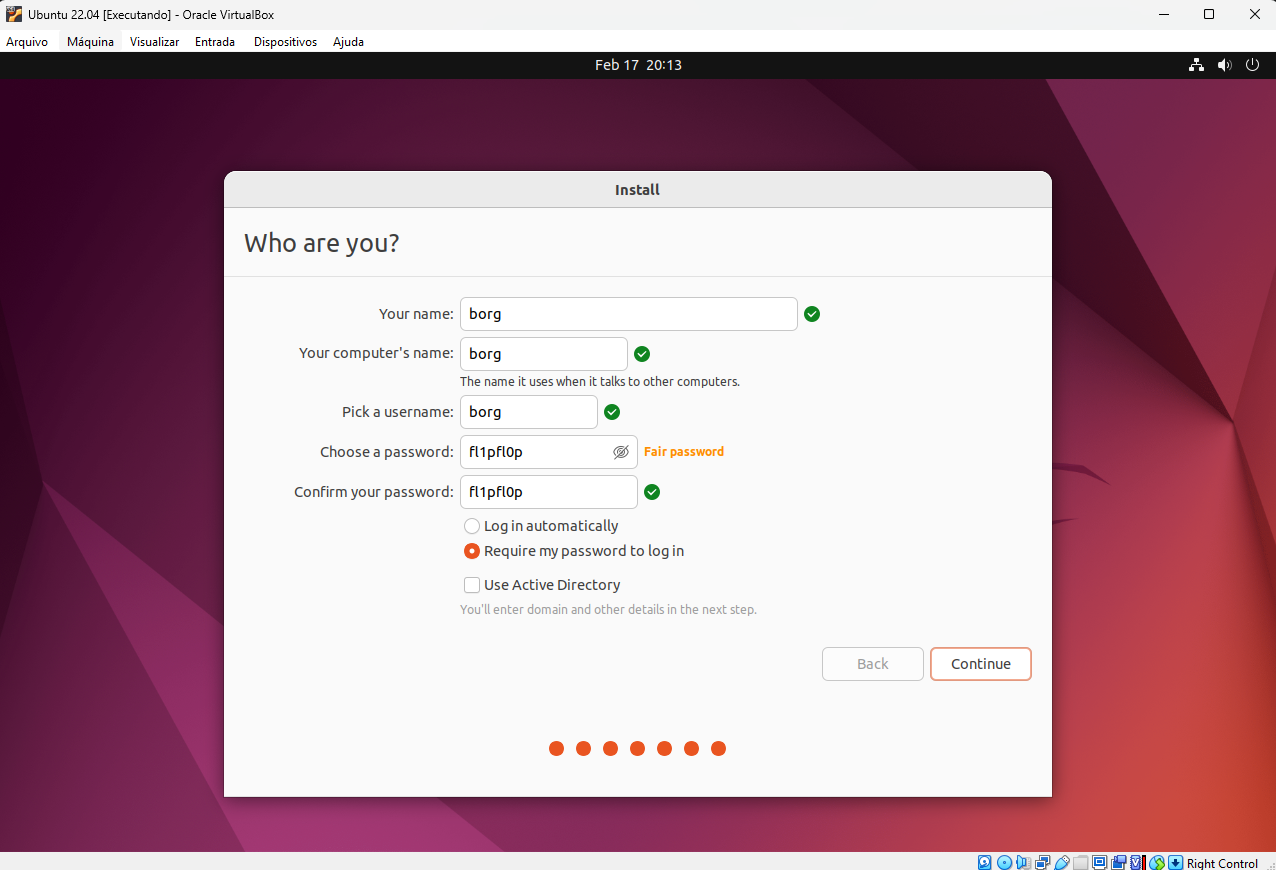 Ubuntu 22.04 [Executando] - Oracle VirtualBox
Arquivo Máquina Visualizar Entrada Dispositivos Ajuda
Feb 17 20:13
Install
Who are you?
Your name: borg
Your computer's name: borg
The name it uses when it talks to other computers.
Pick a username: borg
Choose a password: fl1pfl0p Fair password
Confirm your password: fl1pfl0p
Log in automatically
Require my password to log in
Use Active Directory
You'll enter domain and other details in the next step.
Back Continue
Right Control